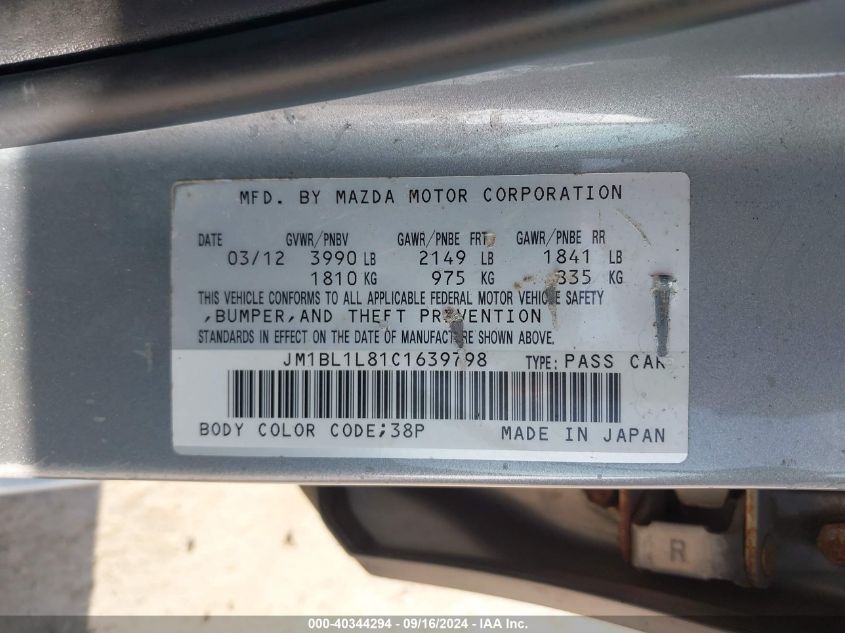 MFD. BY MAZDA MOTOR CORPORATION
DATE GVWR/PNBV GAWR/PNBE FRT GAWR/PNBE RR
03/12 3990 LB 2149 LB 1841 LB
1810 KG 975 KG 835 KG
THIS VEHICLE CONFORMS TO ALL APPLICABLE FEDERAL MOTOR VEHICLE SAFETY
,BUMPER,AND THEFT PREVENTION
STANDARDS IN EFFECT ON THE DATE OF MANUFACTURE SHOWN ABOVE.
JM1BL1L81C1639798 TYPE: PASS CAR
BODY COLOR CODE;38P MADE IN JAPAN
R
000-40344294 - 09/16/2024 - IAA Inc.